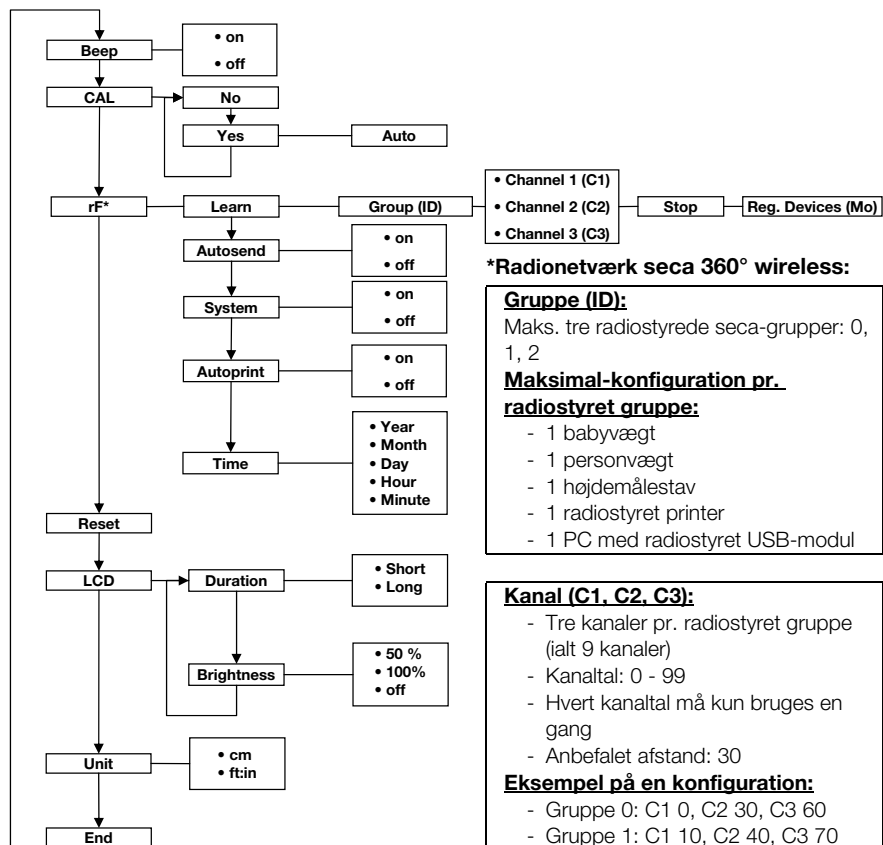 Beep
• on
• off
CAL
No
Yes
Auto
rF*
Learn
Group (ID)
• Channel 1 (C1)
• Channel 2 (C2)
• Channel 3 (C3)
Stop
Reg. Devices (Mo)
Autosend
• on
• off
System
• on
• off
Autoprint
• on
• off
Time
• Year
• Month
• Day
• Hour
• Minute
Reset
LCD
Duration
• Short
• Long
Brightness
• 50 %
• 100%
• off
Unit
• cm
• ft:in
End
*Radionetværk seca 360° wireless:
Gruppe (ID):
Maks. tre radiostyrede seca-grupper: 0,
1, 2
Maksimal-konfiguration pr.
radiostyret gruppe:
- 1 babyvægt
- 1 personvægt
- 1 højdemålestav
- 1 radiostyret printer
- 1 PC med radiostyret USB-modul
Kanal (C1, C2, C3):
- Tre kanaler pr. radiostyret gruppe
(ialt 9 kanaler)
- Kanaltal: 0 - 99
- Hvert kanaltal må kun bruges en
gang
- Anbefalet afstand: 30
Eksempel på en konfiguration:
- Gruppe 0: C1 0, C2 30, C3 60
- Gruppe 1: C1 10, C2 40, C3 70